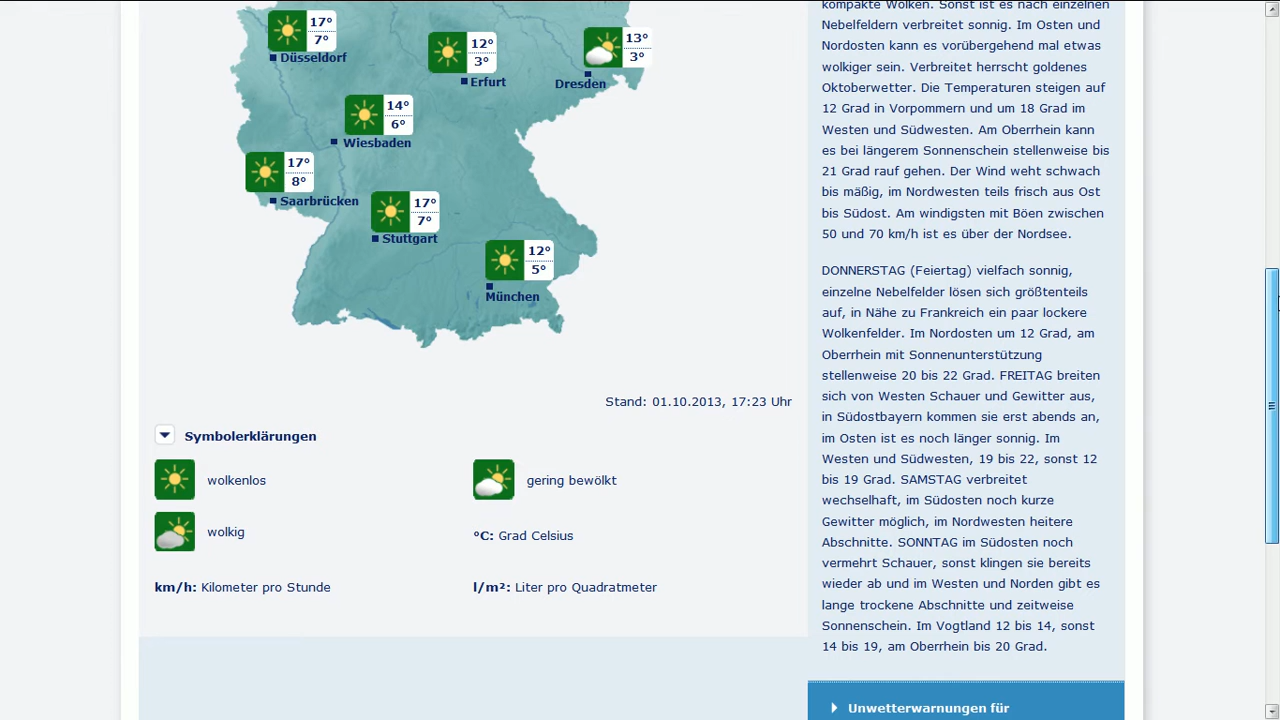 17°
7°
Düsseldorf
12°
3°
Erfurt
13°
3°
Dresden
14°
6°
Wiesbaden
17°
8°
Saarbrücken
17°
7°
Stuttgart
12°
5°
München
Stand: 01.10.2013, 17:23 Uhr
Symbolerklärungen
wolkenlos
gering bewölkt
wolkig
°C: Grad Celsius
km/h: Kilometer pro Stunde
l/m²: Liter pro Quadratmeter
kompakte Wolken. Sonst ist es nach einzelnen
Nebelfeldern verbreitet sonnig. Im Osten und
Nordosten kann es vorübergehend mal etwas
wolkiger sein. Verbreitet herrscht goldenes
Oktoberwetter. Die Temperaturen steigen auf
12 Grad in Vorpommern und um 18 Grad im
Westen und Südwesten. Am Oberrhein kann
es bei längerem Sonnenschein stellenweise bis
21 Grad rauf gehen. Der Wind weht schwach
bis mäßig, im Nordwesten teils frisch aus Ost
bis Südost. Am windigsten mit Böen zwischen
50 und 70 km/h ist es über der Nordsee.
DONNERSTAG (Feiertag) vielfach sonnig,
einzelne Nebelfelder lösen sich größtenteils
auf, in Nähe zu Frankreich ein paar lockere
Wolkenfelder. Im Nordosten um 12 Grad, am
Oberrhein mit Sonnenunterstützung
stellenweise 20 bis 22 Grad. FREITAG breiten
sich von Westen Schauer und Gewitter aus,
in Südostbayern kommen sie erst abends an,
im Osten ist es noch länger sonnig. Im
Westen und Südwesten, 19 bis 22, sonst 12
bis 19 Grad. SAMSTAG verbreitet
wechselhaft, im Südosten noch kurze
Gewitter möglich, im Nordwesten heitere
Abschnitte. SONNTAG im Südosten noch
vermehrt Schauer, sonst klingen sie bereits
wieder ab und im Westen und Norden gibt es
lange trockene Abschnitte und zeitweise
Sonnenschein. Im Vogtland 12 bis 14, sonst
14 bis 19, am Oberrhein bis 20 Grad.
Unwetterwarnungen für